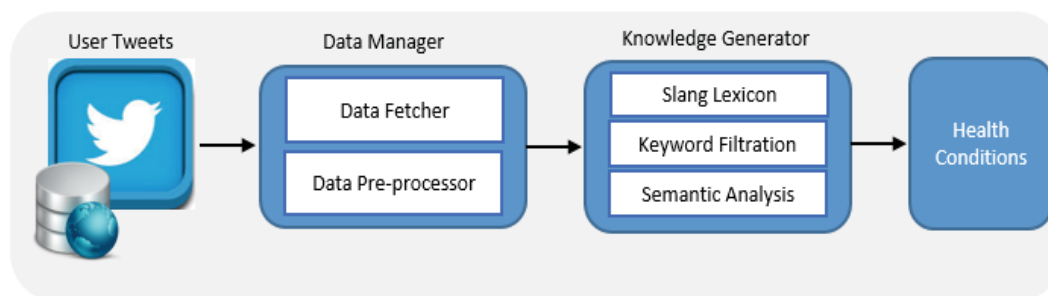 User Tweets
Data Manager
Data Fetcher
Data Pre-processor
Knowledge Generator
Slang Lexicon
Keyword Filtration
Semantic Analysis
Health
Conditions